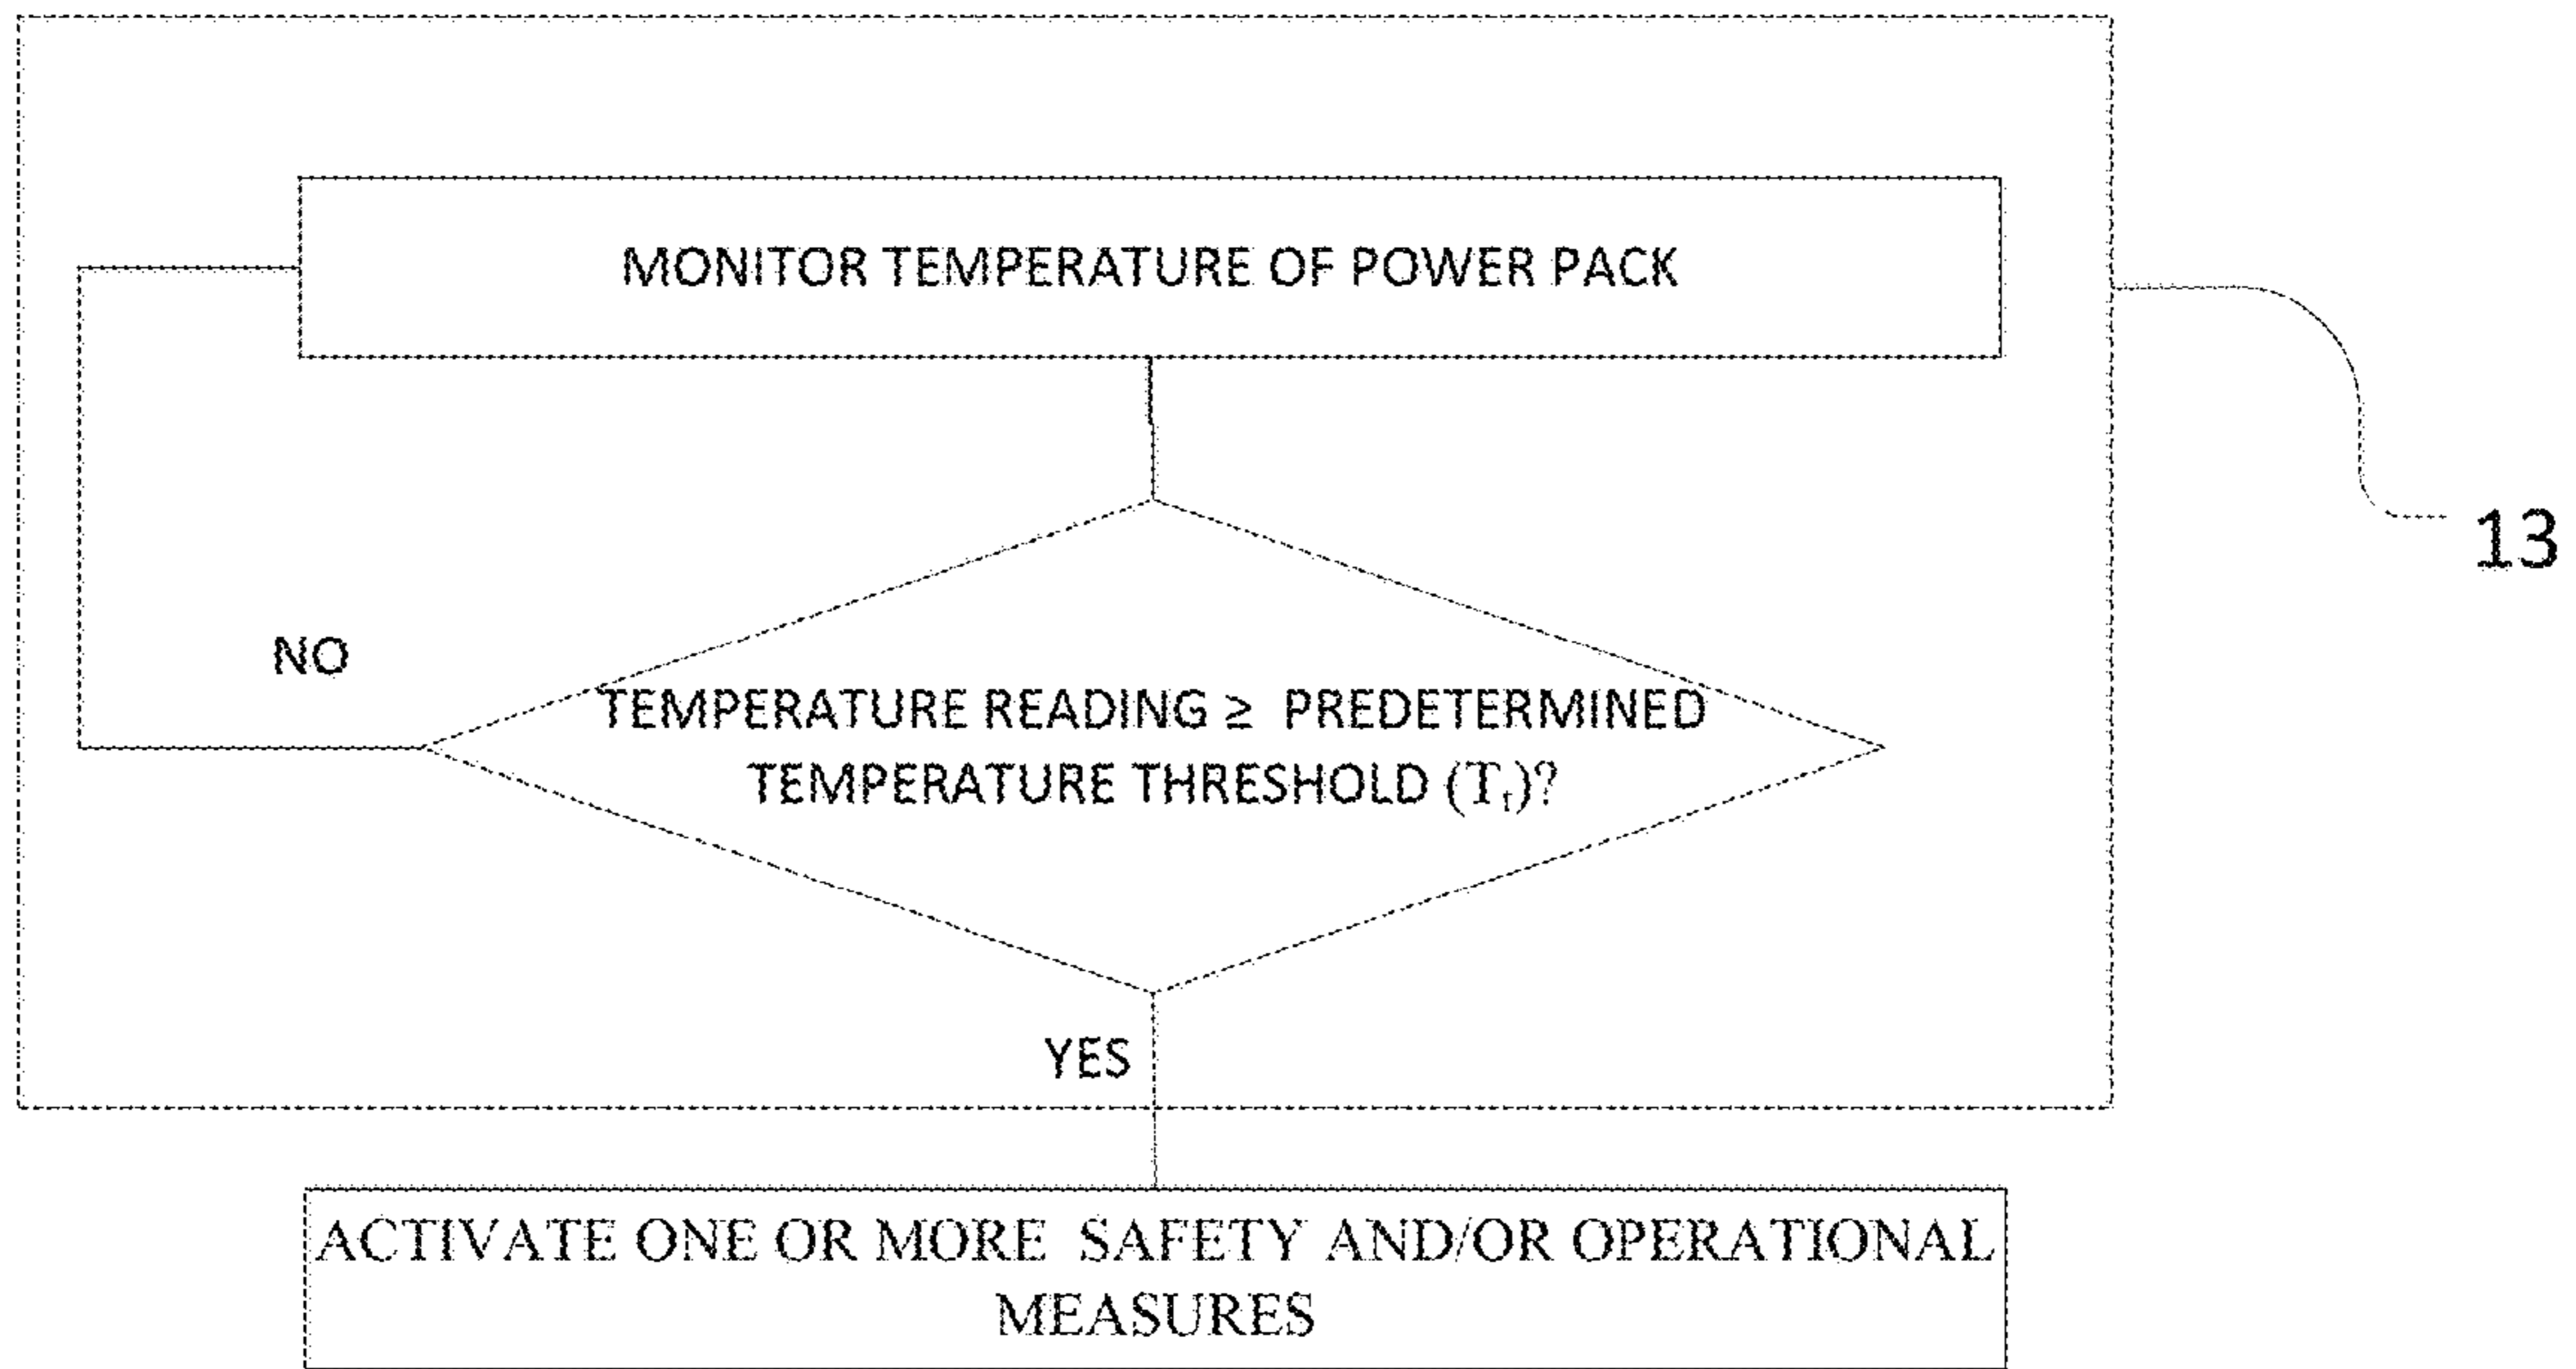 MONITOR TEMPERATURE OF POWER PACK
13
NO
TEMPERATURE READING ≥ PREDETERMINED
TEMPERATURE THRESHOLD (Tₜ)?
YES
ACTIVATE ONE OR MORE SAFETY AND/OR OPERATIONAL
MEASURES